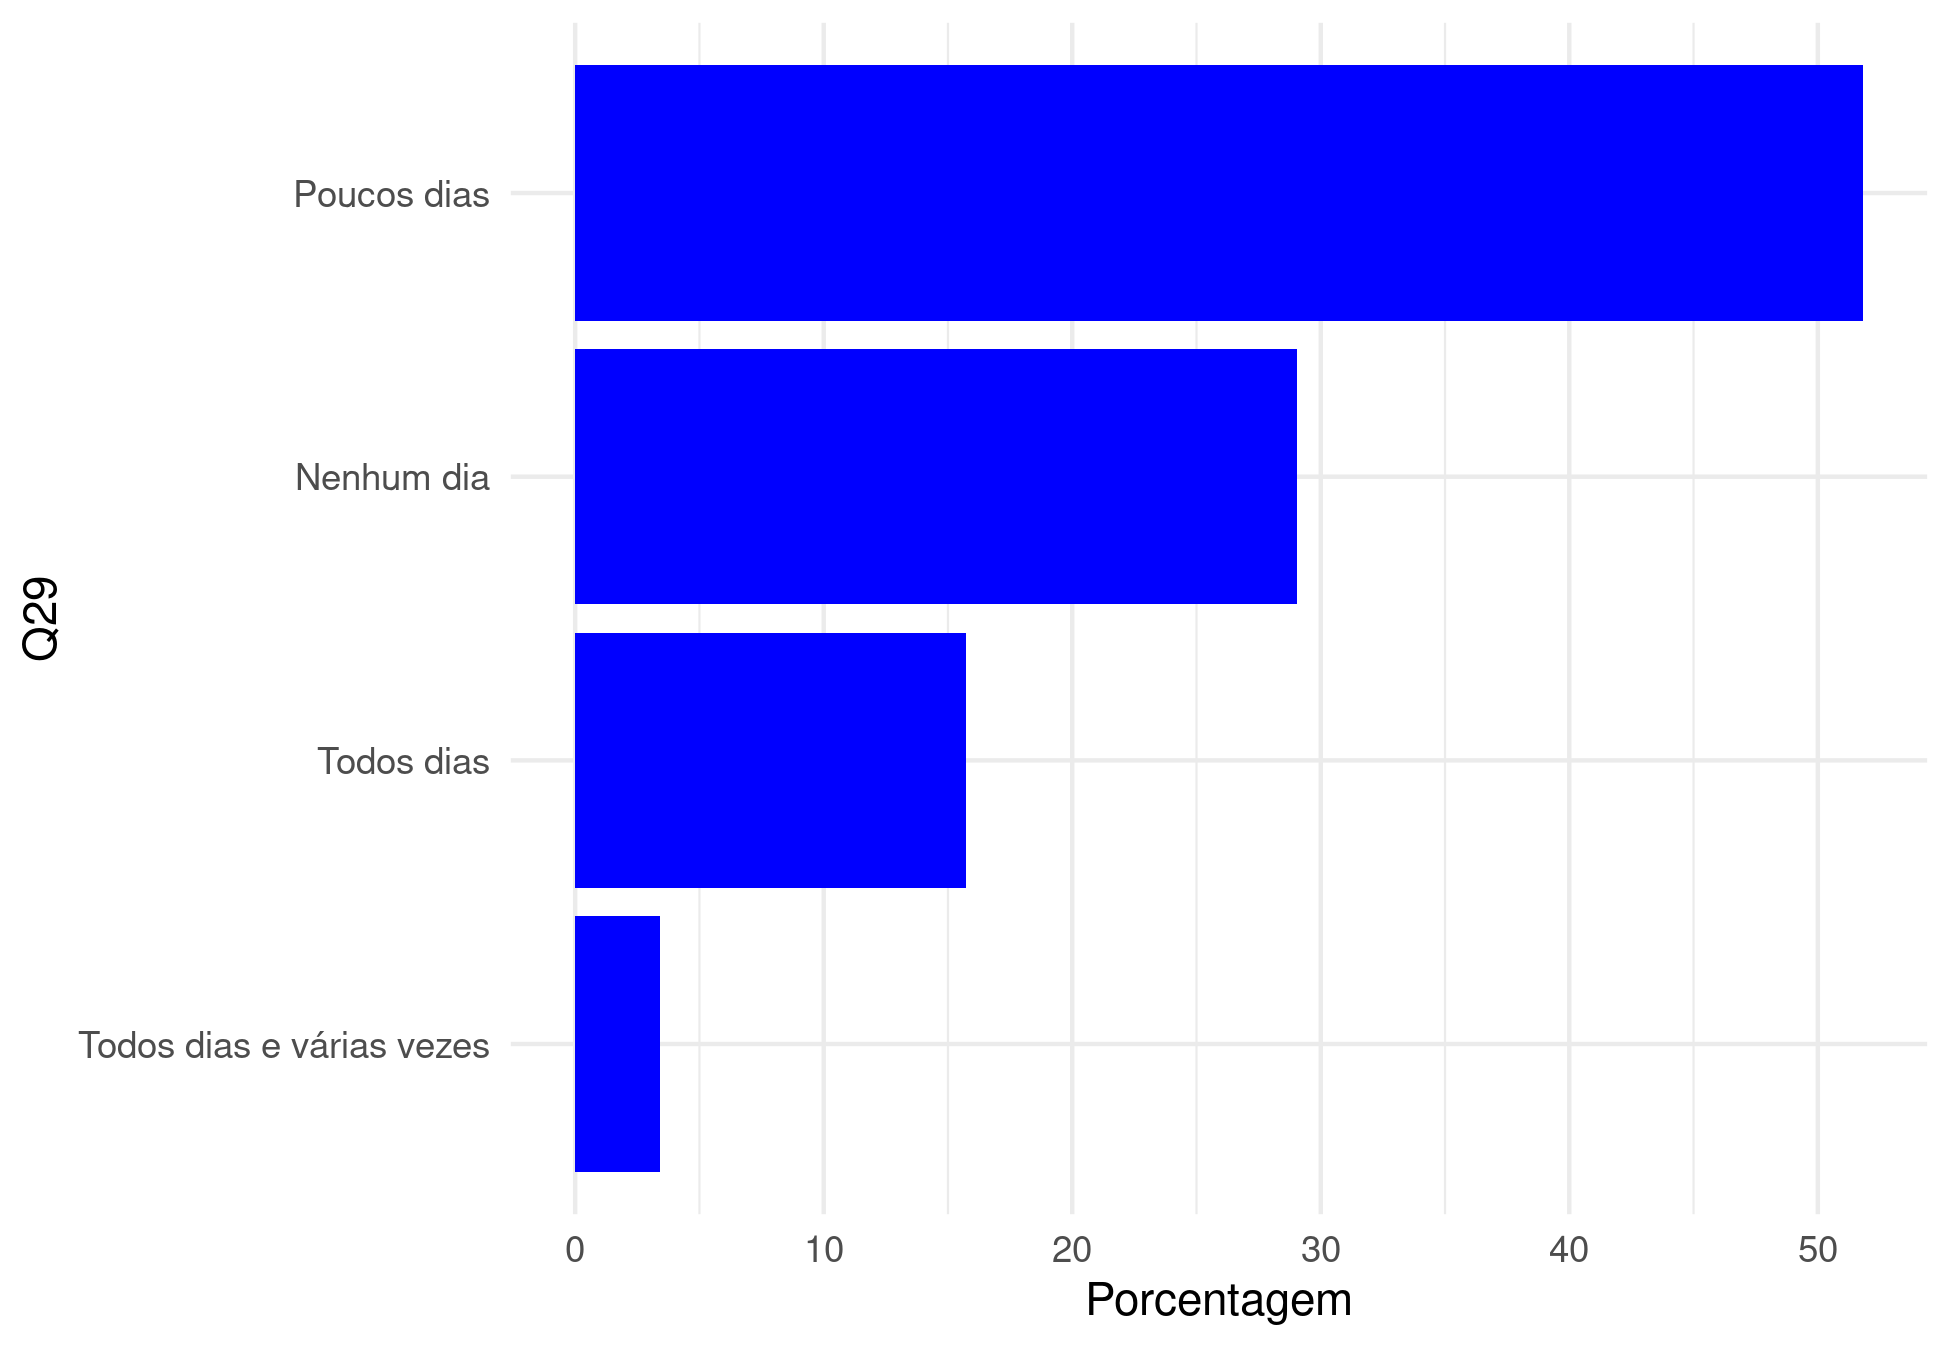 Q29
Poucos dias
Nenhum dia
Todos dias
Todos dias e várias vezes
0 10 20 30 40 50
Porcentagem